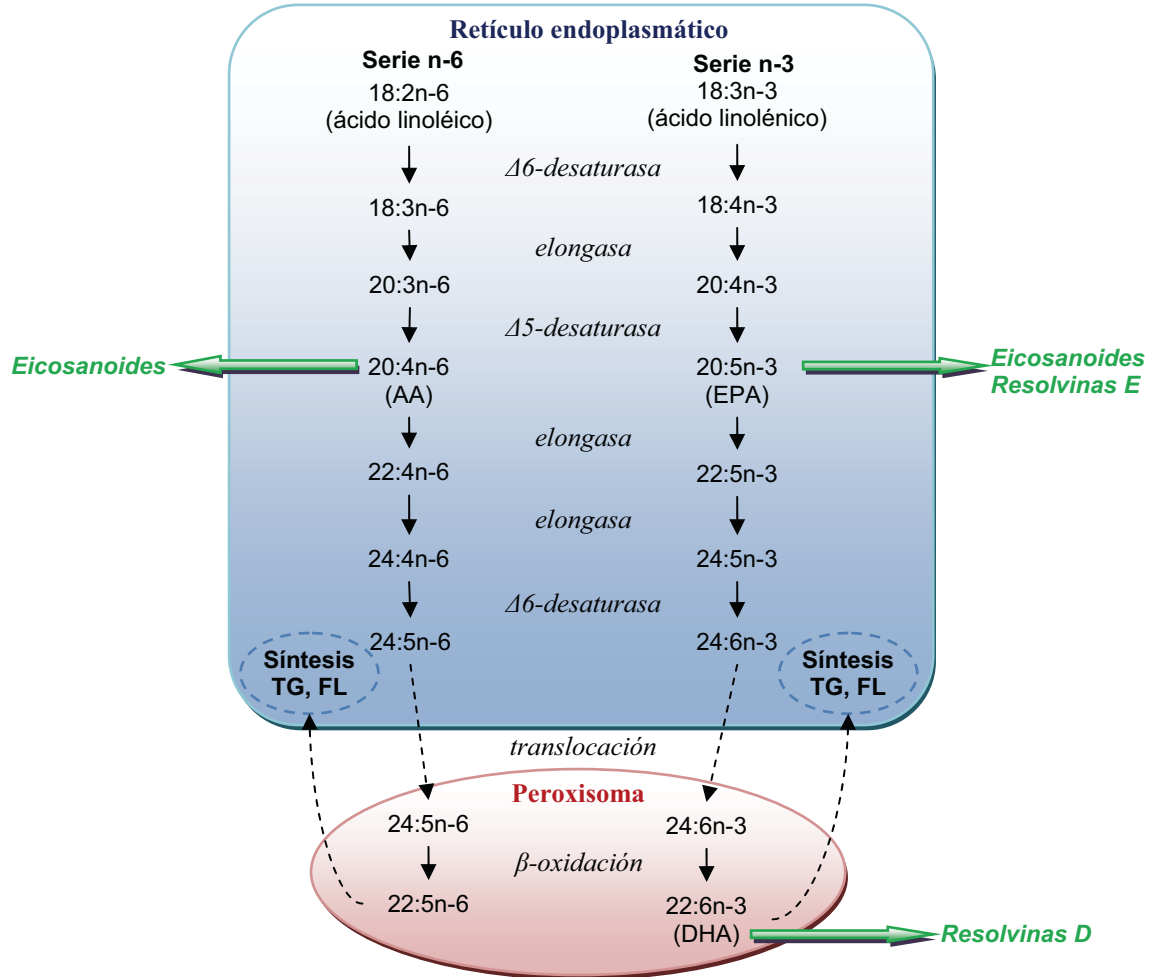 Retículo endoplasmático
Serie n-6
Serie n-3
18:2n-6
(ácido linoléico)
18:3n-3
(ácido linolénico)
Δ6-desaturasa
18:3n-6
18:4n-3
elongasa
20:3n-6
20:4n-3
Δ5-desaturasa
Eicosanoides
20:4n-6
(AA)
20:5n-3
(EPA)
Eicosanoides
Resolvinas E
elongasa
22:4n-6
22:5n-3
elongasa
24:4n-6
24:5n-3
Δ6-desaturasa
24:5n-6
24:6n-3
Síntesis
TG, FL
Síntesis
TG, FL
translocación
Peroxisoma
24:5n-6
24:6n-3
β-oxidación
22:5n-6
22:6n-3
(DHA)
Resolvinas D